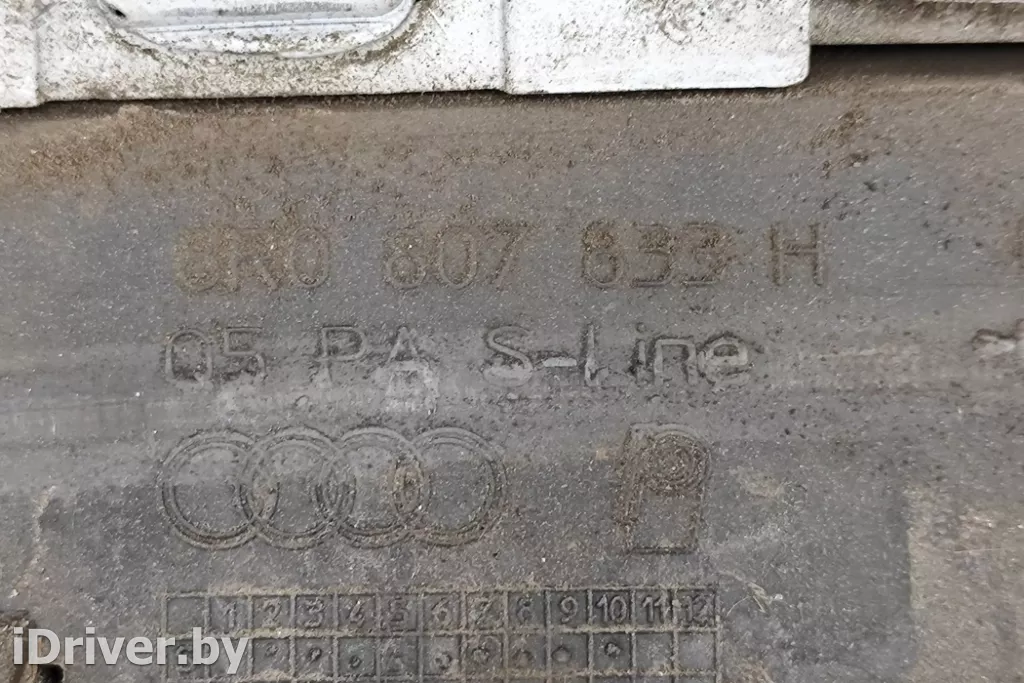 8R0 807 833 H
Q5 PA S-Line
1 2 3 4 5 6 7 8 9 10 11 12
iDriver.by